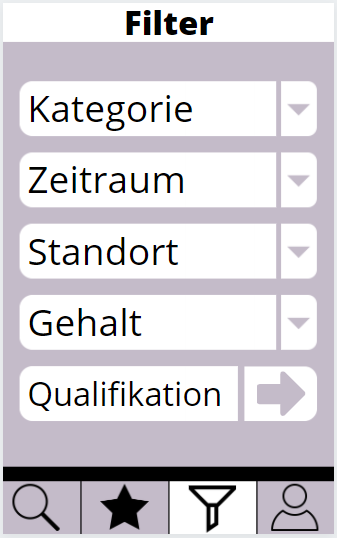 Filter
Kategorie
Zeitraum
Standort
Gehalt
Qualifikation